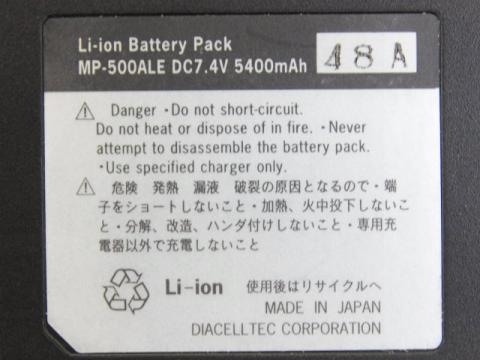 Li-ion Battery Pack
MP-500ALE DC7.4V 5400mAh 48A
Danger ・Do not short-circuit.
Do not heat or dispose of in fire. ・Never
attempt to disassemble the battery pack.
・Use specified charger only.
危険 発熱 漏液 破裂の原因となるので・端
子をショートしないこと・加熱、火中投下しないこ
と・分解、改造、ハンダ付けしないこと・専用充
電器以外で充電しないこと
Li-ion 使用後はリサイクルへ
MADE IN JAPAN
DIACELLTEC CORPORATION